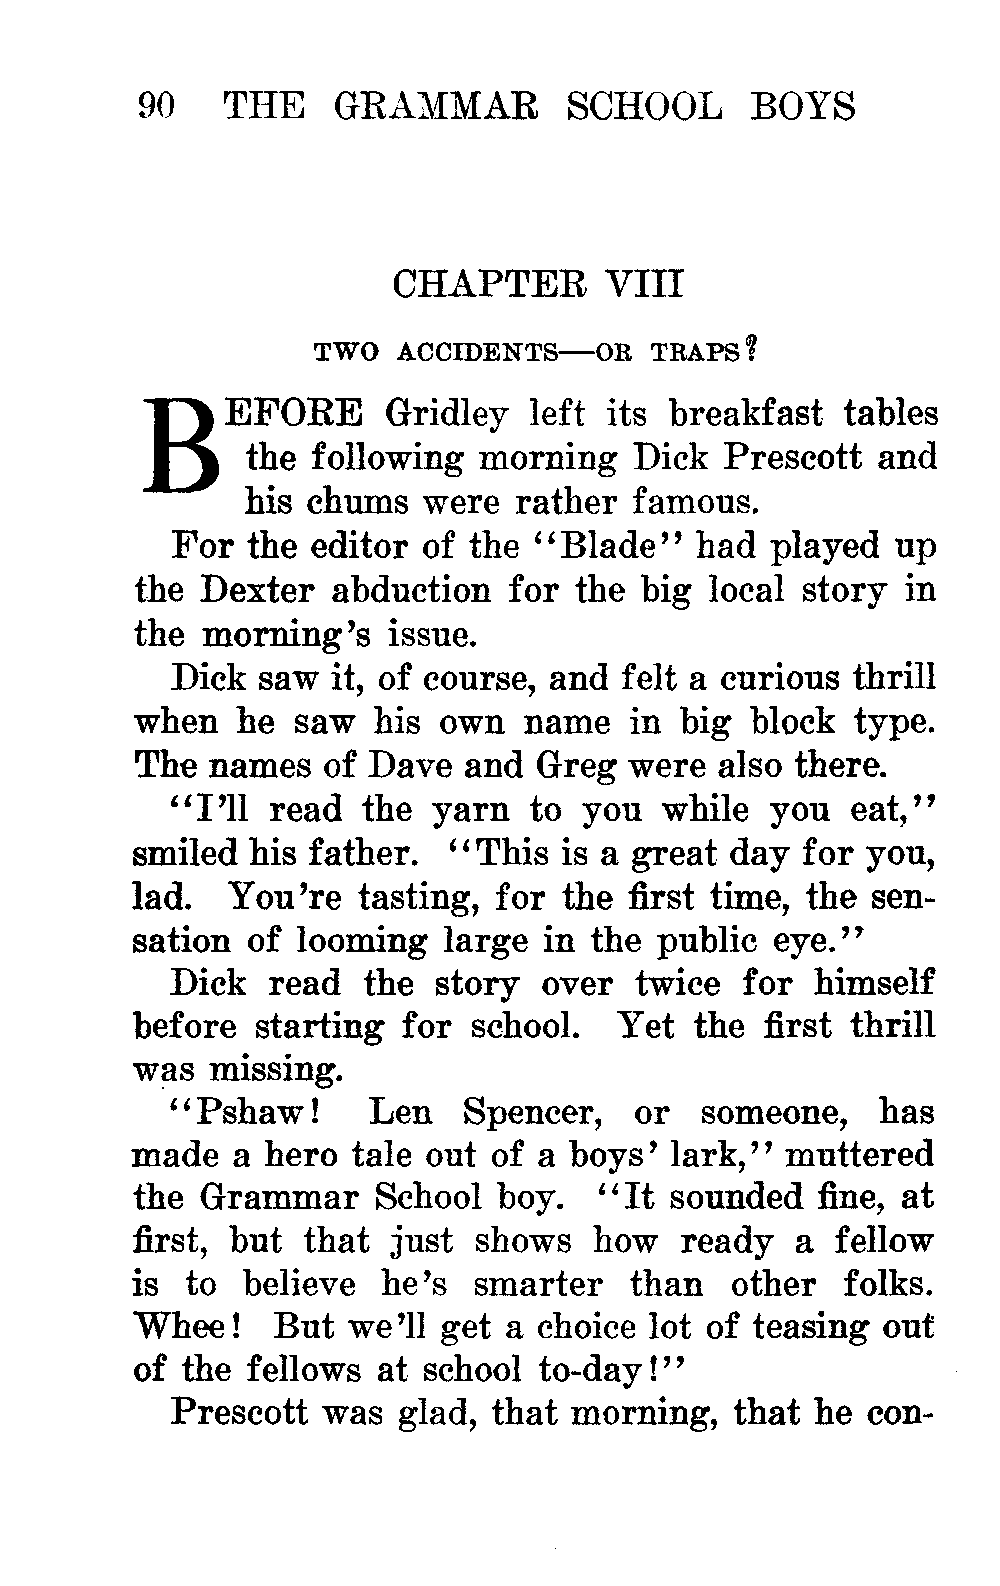 90 THE GRAMMAR SCHOOL BOYS
CHAPTER VIII
TWO ACCIDENTS—OR TRAPS?
BEFORE Gridley left its breakfast tables
the following morning Dick Prescott and
his chums were rather famous.
For the editor of the “Blade” had played up
the Dexter abduction for the big local story in
the morning’s issue.
Dick saw it, of course, and felt a curious thrill
when he saw his own name in big block type.
The names of Dave and Greg were also there.
“I’ll read the yarn to you while you eat,”
smiled his father. “This is a great day for you,
lad. You’re tasting, for the first time, the sen-
sation of looming large in the public eye.”
Dick read the story over twice for himself
before starting for school. Yet the first thrill
was missing.
“Pshaw! Len Spencer, or someone, has
made a hero tale out of a boys’ lark,” muttered
the Grammar School boy. “It sounded fine, at
first, but that just shows how ready a fellow
is to believe he’s smarter than other folks.
Whee! But we’ll get a choice lot of teasing out
of the fellows at school to-day!”
Prescott was glad, that morning, that he con-